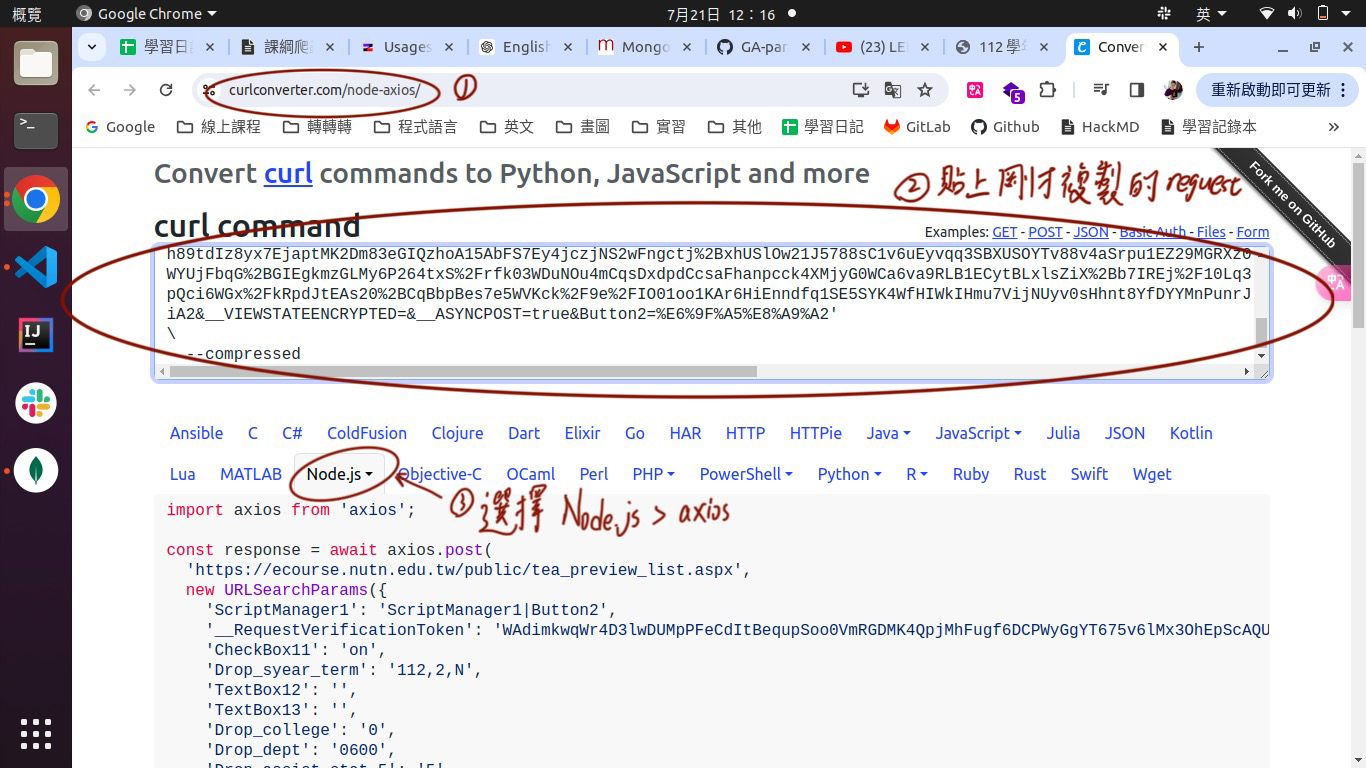 概覽
Google Chrome
7月21日 12：16
英
學習日
課綱爬
Usages
English
Mongo
GA-par
(23) LE
112 學
Conver
curlconverter.com/node-axios/
①
5
重新啟動即可更新
Google
線上課程
轉轉轉
程式語言
英文
畫圖
實習
其他
學習日記
GitLab
Github
HackMD
學習記錄本
Convert curl commands to Python, JavaScript and more
② 貼上剛才複製的 request
Fork me on GitHub
curl command
Examples: GET - POST - JSON - Basic Auth - Files - Form
h89tdIz8yx7EjaptMK2Dm83eGIQzhoA15AbFS7Ey4jczjNS2wFngctj%2BxhUSlOw21J5788sC1v6uEyvqq3SBXUSOYTv88v4aSrpu1EZ29MGRXZ0
WYUjFbqG%2BGIEgkmzGLMy6P264txS%2Frfk03WDuNOu4mCqsDxdpdCcsaFhanpcck4XMjyG0WCa6va9RLB1ECytBLxlsZiX%2Bb7IREj%2F10Lq3
pQci6WGx%2FkRpdJtEAs20%2BCqBbpBes7e5WVKck%2F9e%2FIO01oo1KAr6HiEnndfq1SE5SYK4WfHIWkIHmu7VijNUyv0sHhnt8YfDYYMnPunrJ
iA2&__VIEWSTATEENCRYPTED=&__ASYNCPOST=true&Button2=%E6%9F%A5%E8%A9%A2'
\
--compressed
Ansible C C# ColdFusion Clojure Dart Elixir Go HAR HTTP HTTPie Java JavaScript Julia JSON Kotlin
Lua MATLAB Node.js Objective-C OCaml Perl PHP PowerShell Python R Ruby Rust Swift Wget
③ 選擇 Node.js > axios
import axios from 'axios';
const response = await axios.post(
'https://ecourse.nutn.edu.tw/public/tea_preview_list.aspx',
new URLSearchParams({
'ScriptManager1': 'ScriptManager1|Button2',
'__RequestVerificationToken': 'WAdimkwqWr4D3lwDUMpPFeCdItBequpSoo0VmRGDMK4QpjMhFugf6DCPWyGgYT675v6lMx3OhEpScAQU
'CheckBox11': 'on',
'Drop_syear_term': '112,2,N',
'TextBox12': '',
'TextBox13': '',
'Drop_college': '0',
'Drop_dept': '0600',